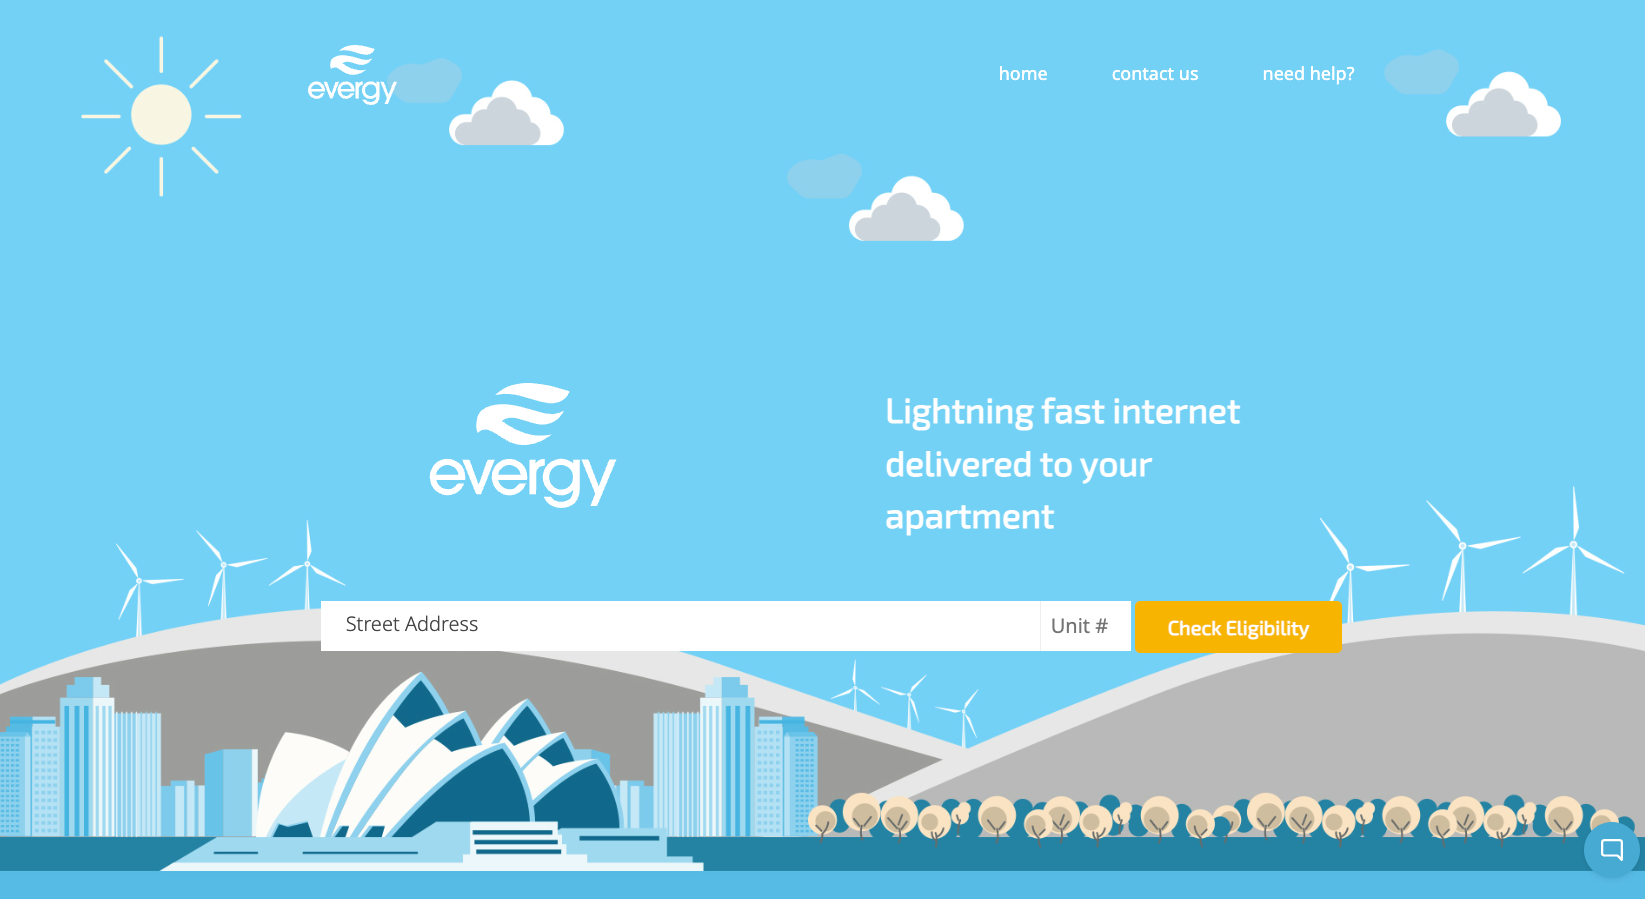 evergy
home
contact us
need help?
evergy
Lightning fast internet
delivered to your
apartment
Street Address
Unit #
Check Eligibility